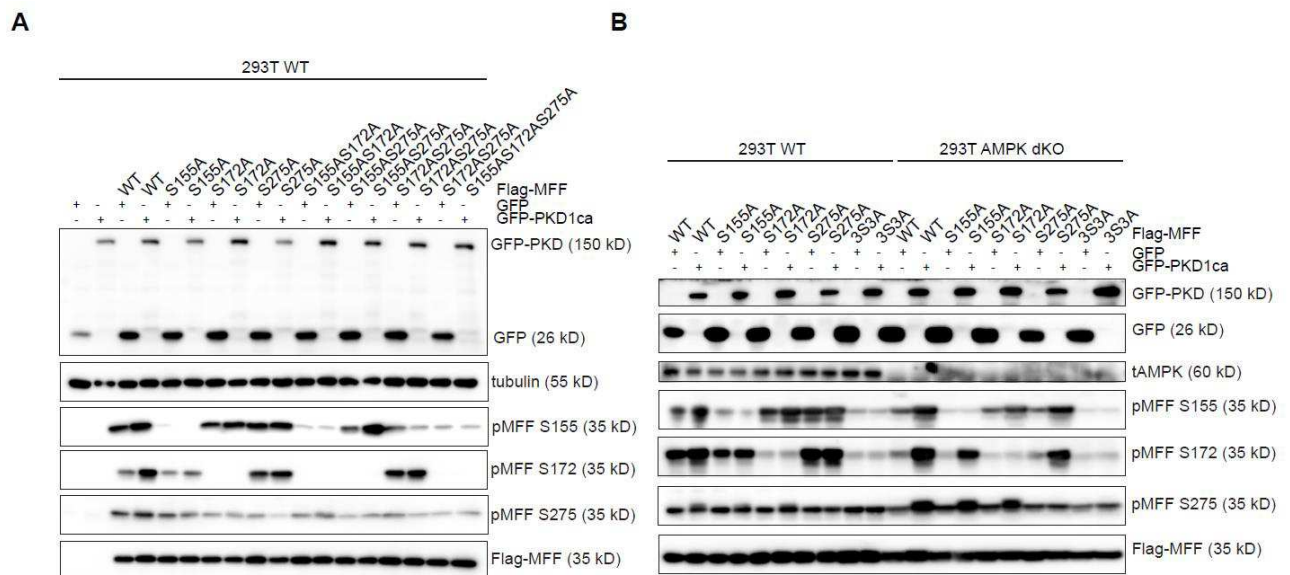 A
293T WT
WT
WT
S155A
S155A
S172A
S172A
S275A
S275A
S155AS172A
S155AS172A
S155AS275A
S155AS275A
S172AS275A
S172AS275A
S172AS275A
S155AS172AS275A
Flag-MFF
+ - + - + - + - + - + - + - + - + - GFP
- + - + - + - + - + - + - + - + - + GFP-PKD1ca
GFP-PKD (150 kD)
GFP (26 kD)
tubulin (55 kD)
pMFF S155 (35 kD)
pMFF S172 (35 kD)
pMFF S275 (35 kD)
Flag-MFF (35 kD)
B
293T WT
293T AMPK dKO
WT
WT
S155A
S155A
S172A
S172A
S275A
S275A
3S3A
3S3A
WT
WT
S155A
S155A
S172A
S172A
S275A
S275A
3S3A
3S3A
Flag-MFF
+ - + - + - + - + - + - + - + - + - + - GFP
- + - + - + - + - + - + - + - + - + - + GFP-PKD1ca
GFP-PKD (150 kD)
GFP (26 kD)
tAMPK (60 kD)
pMFF S155 (35 kD)
pMFF S172 (35 kD)
pMFF S275 (35 kD)
Flag-MFF (35 kD)